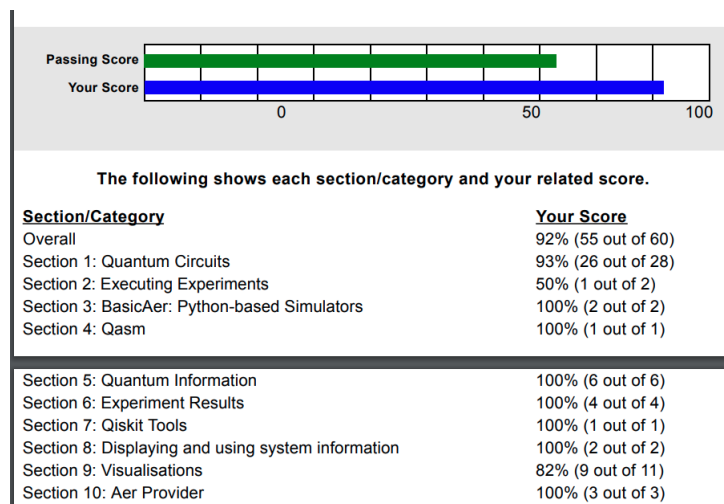 Passing Score
Your Score
0 50 100
The following shows each section/category and your related score.
Section/Category Your Score
Overall 92% (55 out of 60)
Section 1: Quantum Circuits 93% (26 out of 28)
Section 2: Executing Experiments 50% (1 out of 2)
Section 3: BasicAer: Python-based Simulators 100% (2 out of 2)
Section 4: Qasm 100% (1 out of 1)
Section 5: Quantum Information 100% (6 out of 6)
Section 6: Experiment Results 100% (4 out of 4)
Section 7: Qiskit Tools 100% (1 out of 1)
Section 8: Displaying and using system information 100% (2 out of 2)
Section 9: Visualisations 82% (9 out of 11)
Section 10: Aer Provider 100% (3 out of 3)